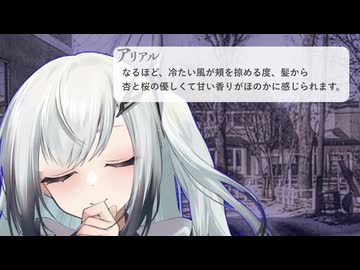 アリアル
なるほど、冷たい風が頬を掠める度、髪から
杏と桜の優しくて甘い香りがほのかに感じられます。